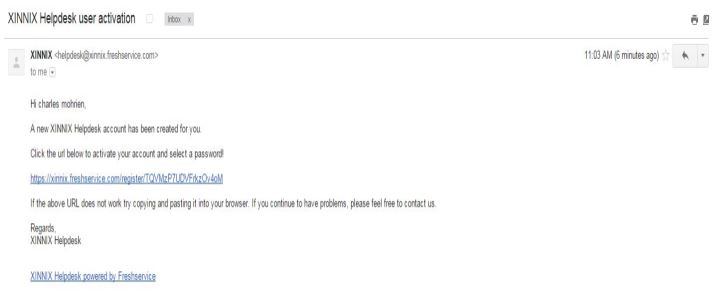 XINNIX Helpdesk user activation Inbox x
XINNIX <helpdesk@xinnix.freshservice.com> 11:03 AM (6 minutes ago)
to me
Hi charles mohnen,
A new XINNIX Helpdesk account has been created for you.
Click the url below to activate your account and select a password!
https://xinnix.freshservice.com/register/TQVMzP7UDVFrkzOv4oM
If the above URL does not work try copying and pasting it into your browser. If you continue to have problems, please feel free to contact us.
Regards,
XINNIX Helpdesk
XINNIX Helpdesk powered by Freshservice